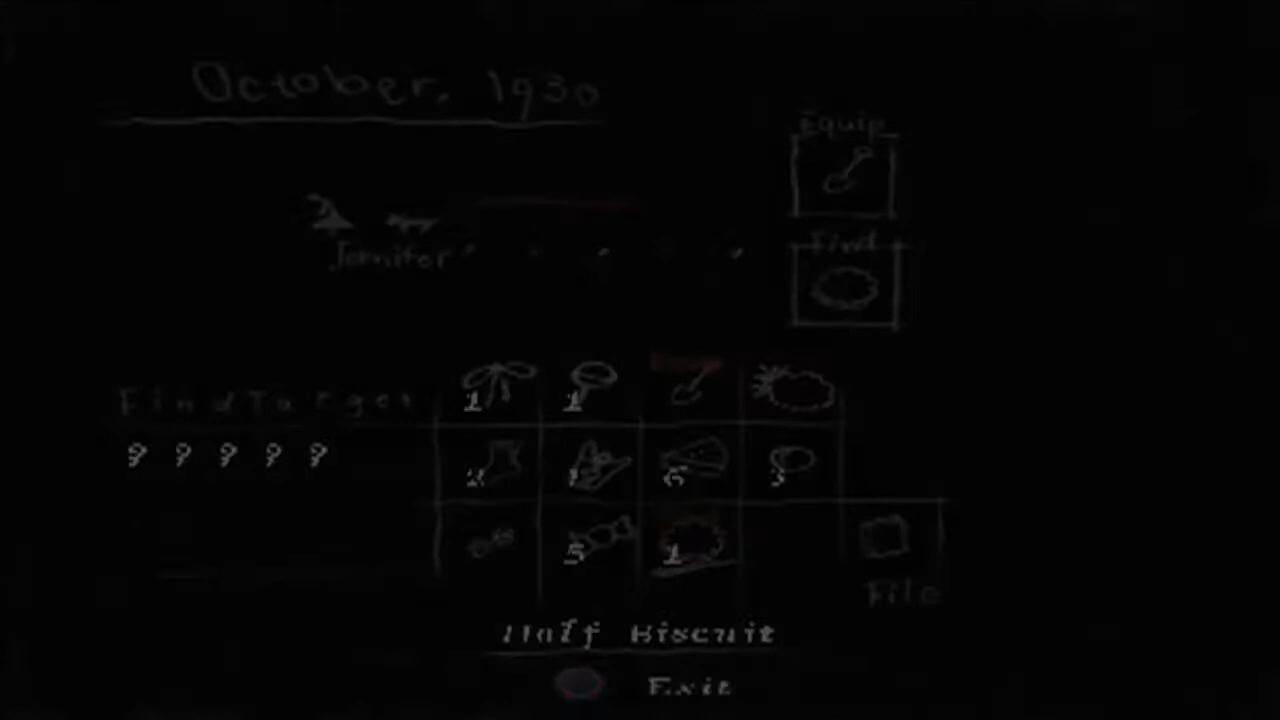 October, 1930
Equip
Jennifer
Find
Find Target
1 1
? ? ? ? ?
2 1 6 3
5 1
File
Half Biscuit
Exit